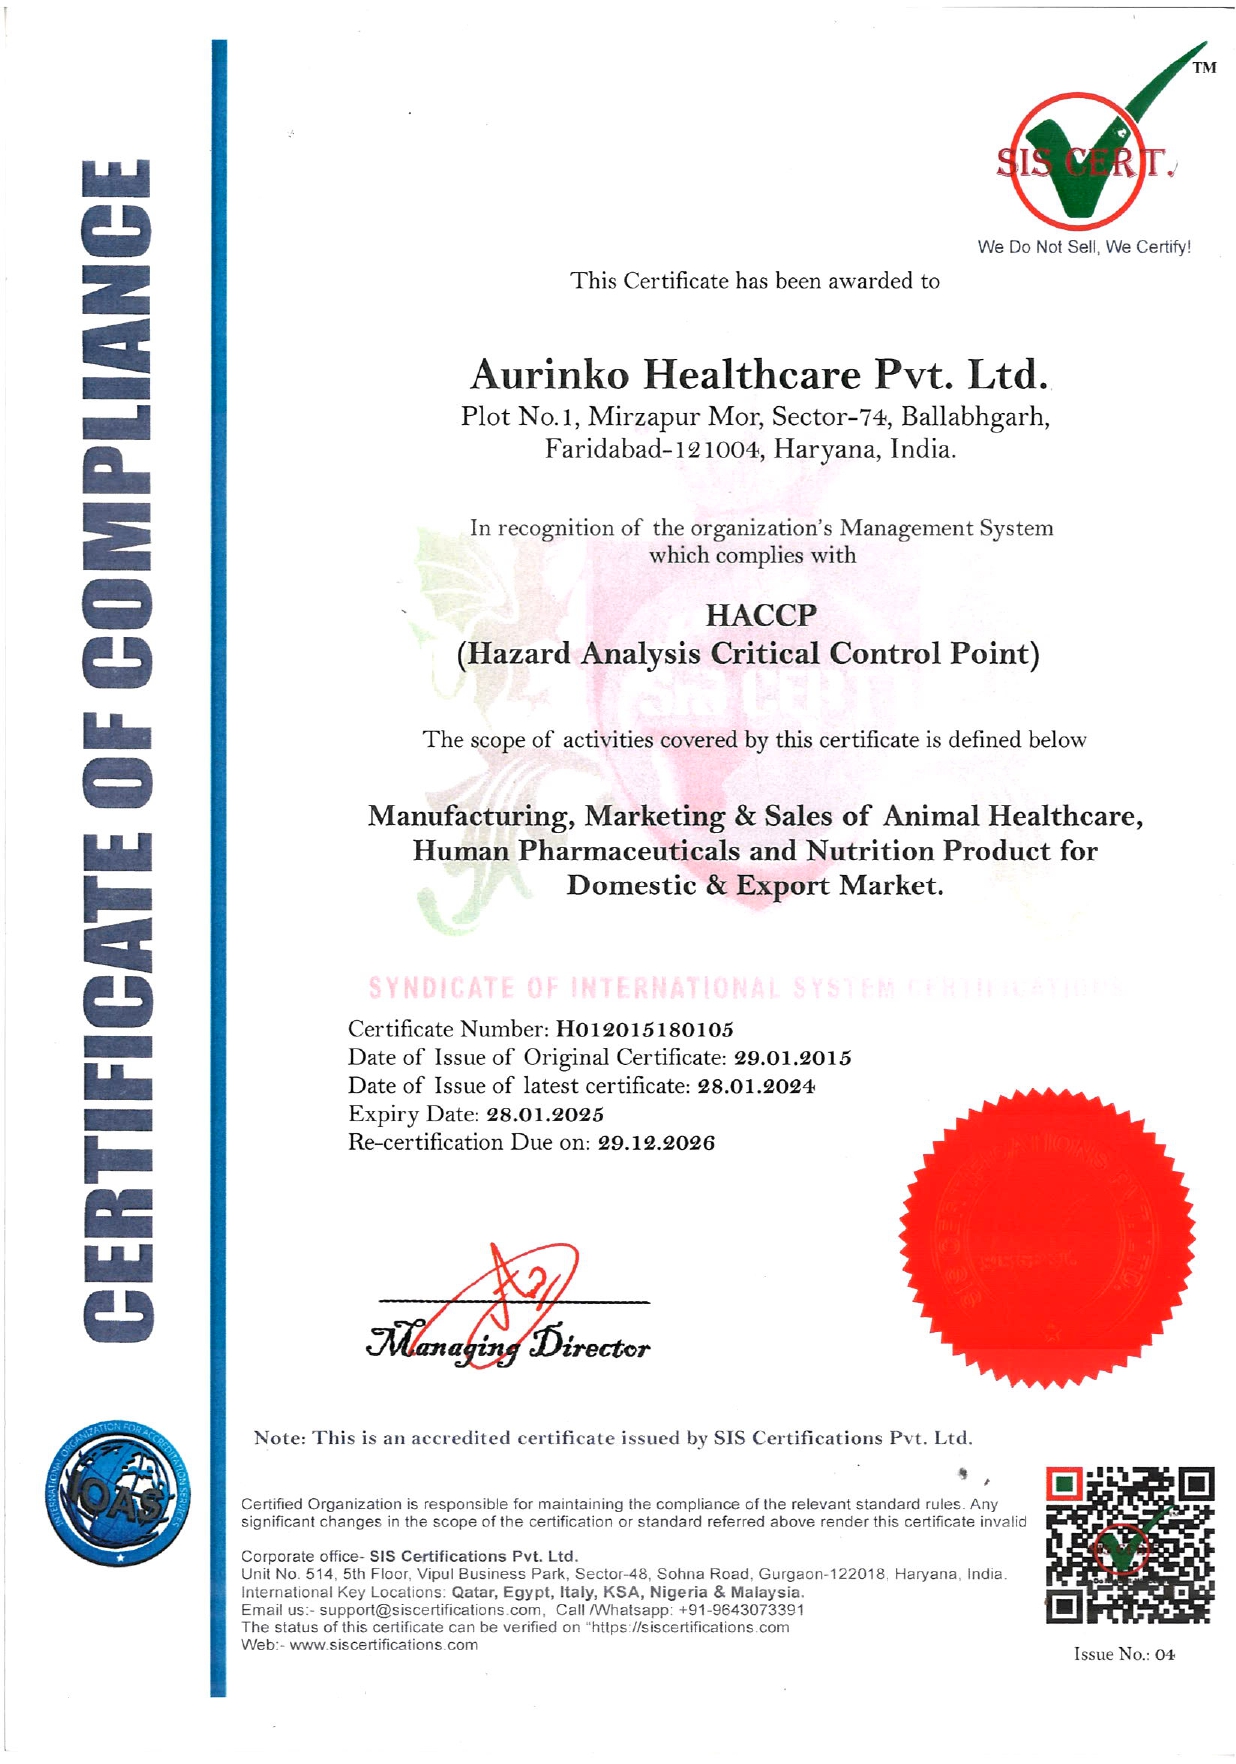 CERTIFICATE OF COMPLIANCE
TM
SIS CERT.
We Do Not Sell, We Certify!
This Certificate has been awarded to
Aurinko Healthcare Pvt. Ltd.
Plot No.1, Mirzapur Mor, Sector-74, Ballabhgarh,
Faridabad-121004, Haryana, India.
In recognition of the organization's Management System
which complies with
HACCP
(Hazard Analysis Critical Control Point)
SIS CERT
The scope of activities covered by this certificate is defined below
Manufacturing, Marketing & Sales of Animal Healthcare,
Human Pharmaceuticals and Nutrition Product for
Domestic & Export Market.
SYNDICATE OF INTERNATIONAL SYSTEM CERTIFICATIONS
Certificate Number: H012015180105
Date of Issue of Original Certificate: 29.01.2015
Date of Issue of latest certificate: 28.01.2024
Expiry Date: 28.01.2025
Re-certification Due on: 29.12.2026
Managing Director
INTERNATIONAL ORGANIZATION FOR ACCREDITATION SERVICES
IOAS
Note: This is an accredited certificate issued by SIS Certifications Pvt. Ltd.
Certified Organization is responsible for maintaining the compliance of the relevant standard rules. Any
significant changes in the scope of the certification or standard referred above render this certificate invalid
Corporate office- SIS Certifications Pvt. Ltd.
Unit No. 514, 5th Floor, Vipul Business Park, Sector-48, Sohna Road, Gurgaon-122018, Haryana, India.
International Key Locations: Qatar, Egypt, Italy, KSA, Nigeria & Malaysia.
Email us:- support@siscertifications.com, Call /Whatsapp: +91-9643073391
The status of this certificate can be verified on "https://siscertifications.com
Web:- www.siscertifications.com
Issue No.: 04